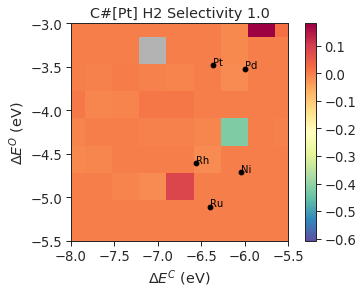 C#[Pt] H2 Selectivity 1.0
−3.0
−3.5
−4.0
−4.5
−5.0
−5.5
ΔE^O (eV)
Pt
Pd
Rh
Ni
Ru
−8.0 −7.5 −7.0 −6.5 −6.0 −5.5
ΔE^C (eV)
0.1
0.0
−0.1
−0.2
−0.3
−0.4
−0.5
−0.6